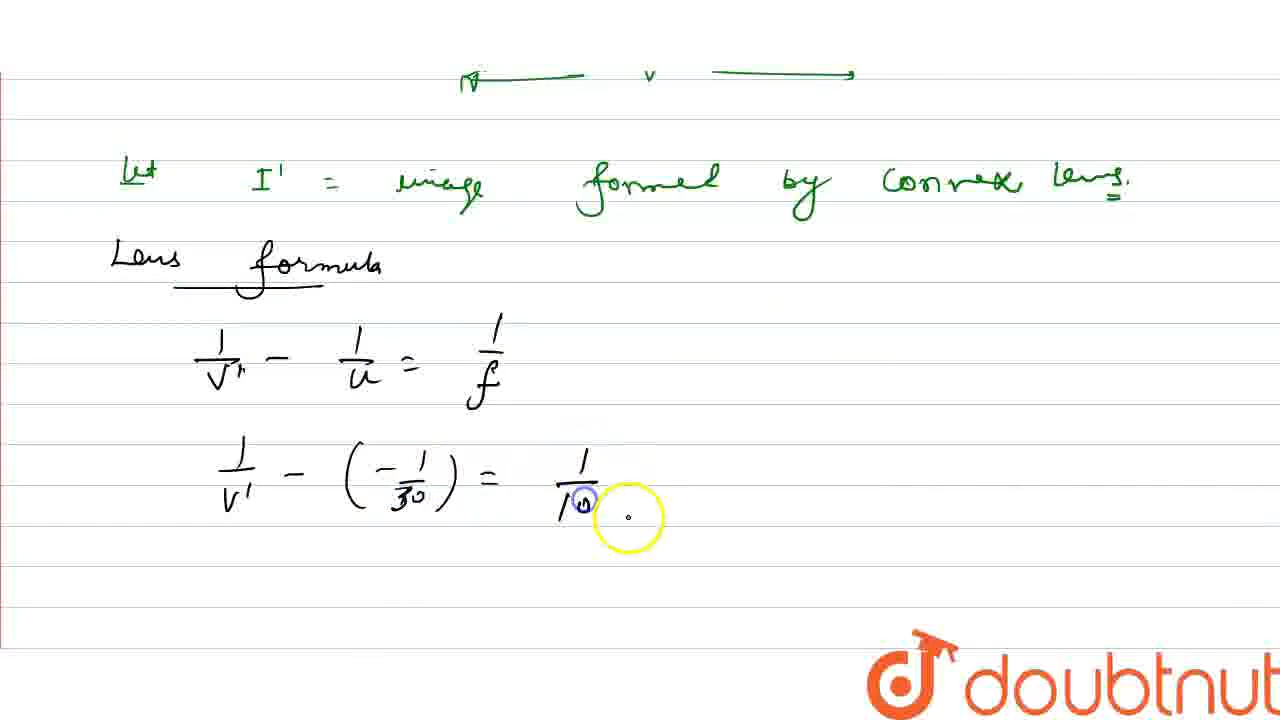 v
Let I' = image formed by convex lens.
Lens formula
1/v' - 1/u = 1/f
1/v' - (-1/30) = 1/10
doubtnut